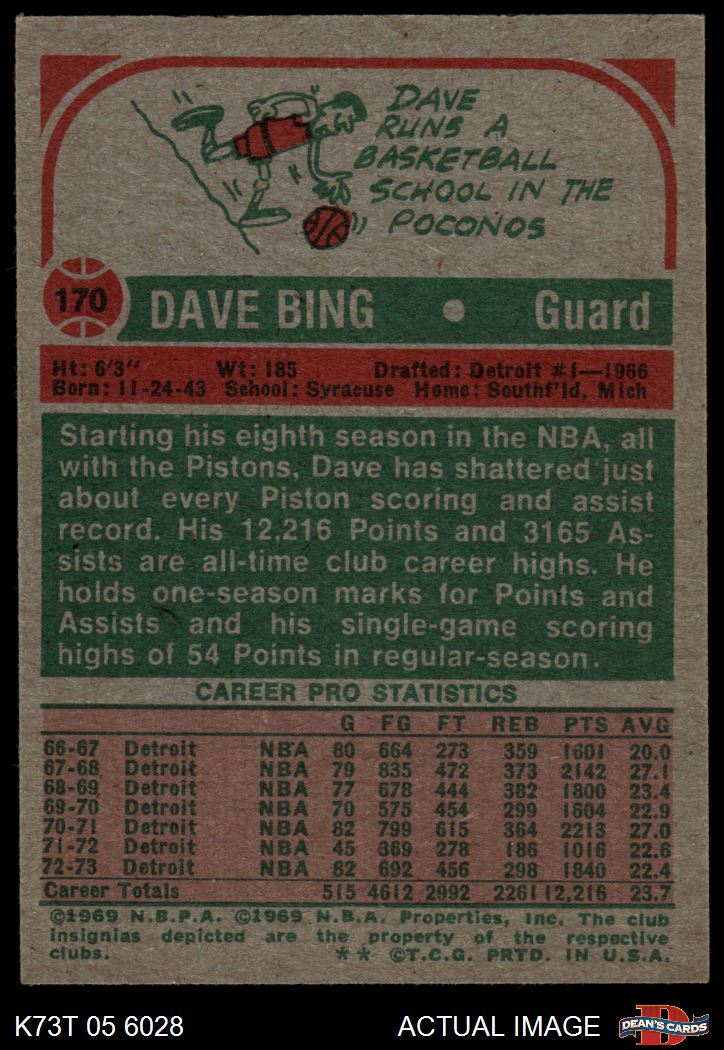 DAVE
RUNS A
BASKETBALL
SCHOOL IN THE
POCONOS
170 DAVE BING • Guard
Ht: 6'3" Wt: 185 Drafted: Detroit #1—1966
Born: 11-24-43 School: Syracuse Home: Southf'ld, Mich
Starting his eighth season in the NBA, all
with the Pistons, Dave has shattered just
about every Piston scoring and assist
record. His 12,216 Points and 3165 As-
sists are all-time club career highs. He
holds one-season marks for Points and
Assists and his single-game scoring
highs of 54 Points in regular-season.
CAREER PRO STATISTICS
G FG FT REB PTS AVG
66-67 Detroit NBA 80 664 273 359 1601 20.0
67-68 Detroit NBA 79 835 472 373 2142 27.1
68-69 Detroit NBA 77 678 444 382 1800 23.4
69-70 Detroit NBA 70 575 454 299 1604 22.9
70-71 Detroit NBA 82 799 615 364 2213 27.0
71-72 Detroit NBA 45 369 278 186 1016 22.6
72-73 Detroit NBA 82 692 456 298 1840 22.4
Career Totals 515 4612 2992 2261 12,216 23.7
©1969 N.B.P.A. ©1969 N.B.A. Properties, Inc. The club
insignias depicted are the property of the respective
clubs. ** ©T.C.G. PRTD. IN U.S.A.
K73T 05 6028 ACTUAL IMAGE DEAN'S CARDS